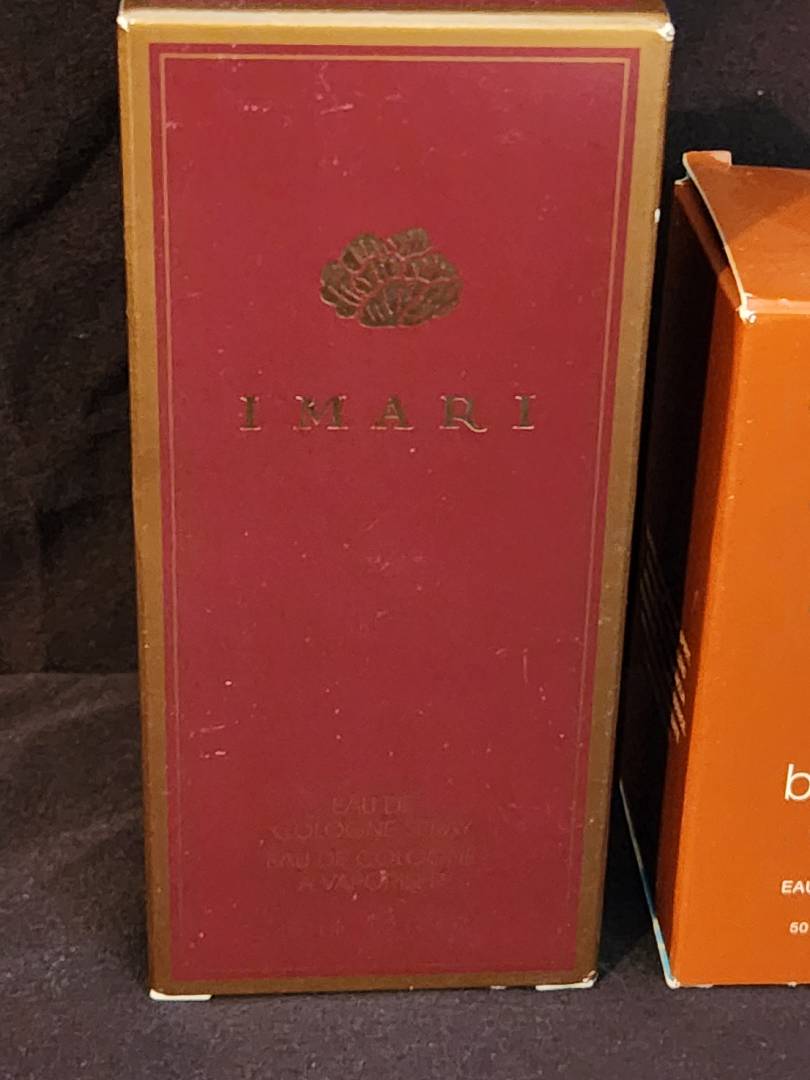 IMARI
EAU DE
COLOGNE SPRAY
EAU DE COLOGNE
A VAPORISER
b
EAU
50